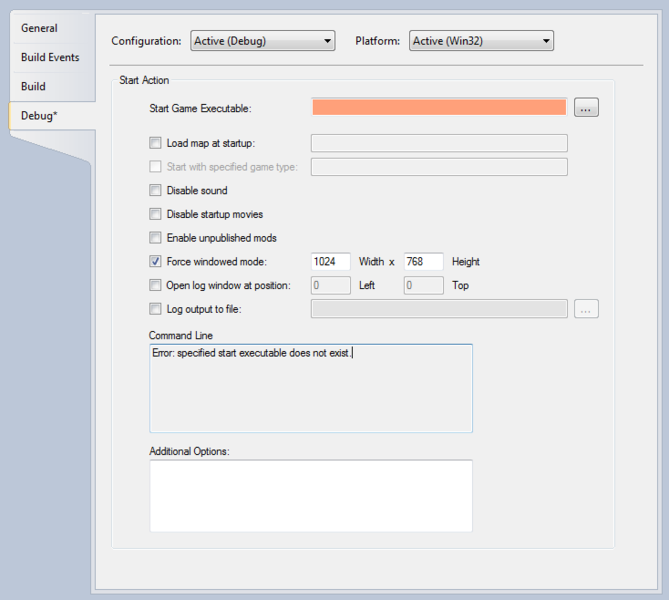 General
Build Events
Build
Debug*
Configuration: Active (Debug) Platform: Active (Win32)
Start Action
Start Game Executable: ...
Load map at startup:
Start with specified game type:
Disable sound
Disable startup movies
Enable unpublished mods
Force windowed mode: 1024 Width x 768 Height
Open log window at position: 0 Left 0 Top
Log output to file: ...
Command Line
Error: specified start executable does not exist.
Additional Options: